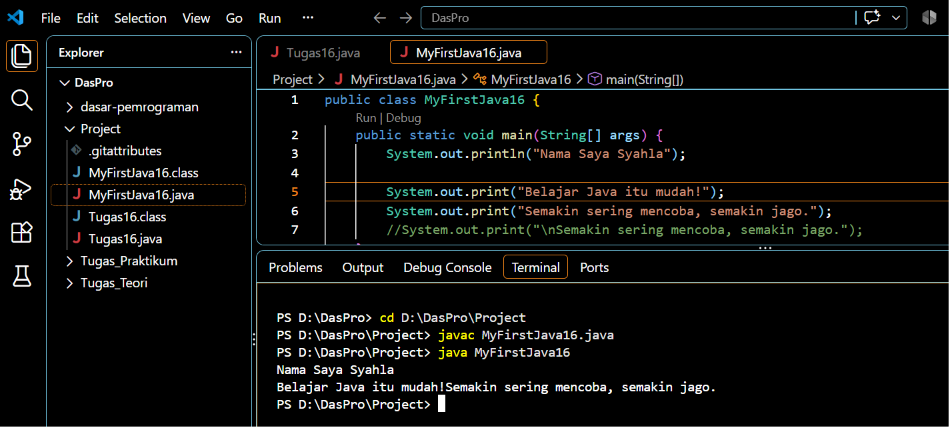 File Edit Selection View Go Run ··· DasPro
Explorer ···
DasPro
dasar-pemrograman
Project
.gitattributes
MyFirstJava16.class
MyFirstJava16.java
Tugas16.class
Tugas16.java
Tugas_Praktikum
Tugas_Teori
Tugas16.java MyFirstJava16.java
Project > MyFirstJava16.java > MyFirstJava16 > main(String[])
1 public class MyFirstJava16 {
Run | Debug
2 public static void main(String[] args) {
3 System.out.println("Nama Saya Syahla");
4
5 System.out.print("Belajar Java itu mudah!");
6 System.out.print("Semakin sering mencoba, semakin jago.");
7 //System.out.print("\nSemakin sering mencoba, semakin jago.");
Problems Output Debug Console Terminal Ports
PS D:\DasPro> cd D:\DasPro\Project
PS D:\DasPro\Project> javac MyFirstJava16.java
PS D:\DasPro\Project> java MyFirstJava16
Nama Saya Syahla
Belajar Java itu mudah!Semakin sering mencoba, semakin jago.
PS D:\DasPro\Project>